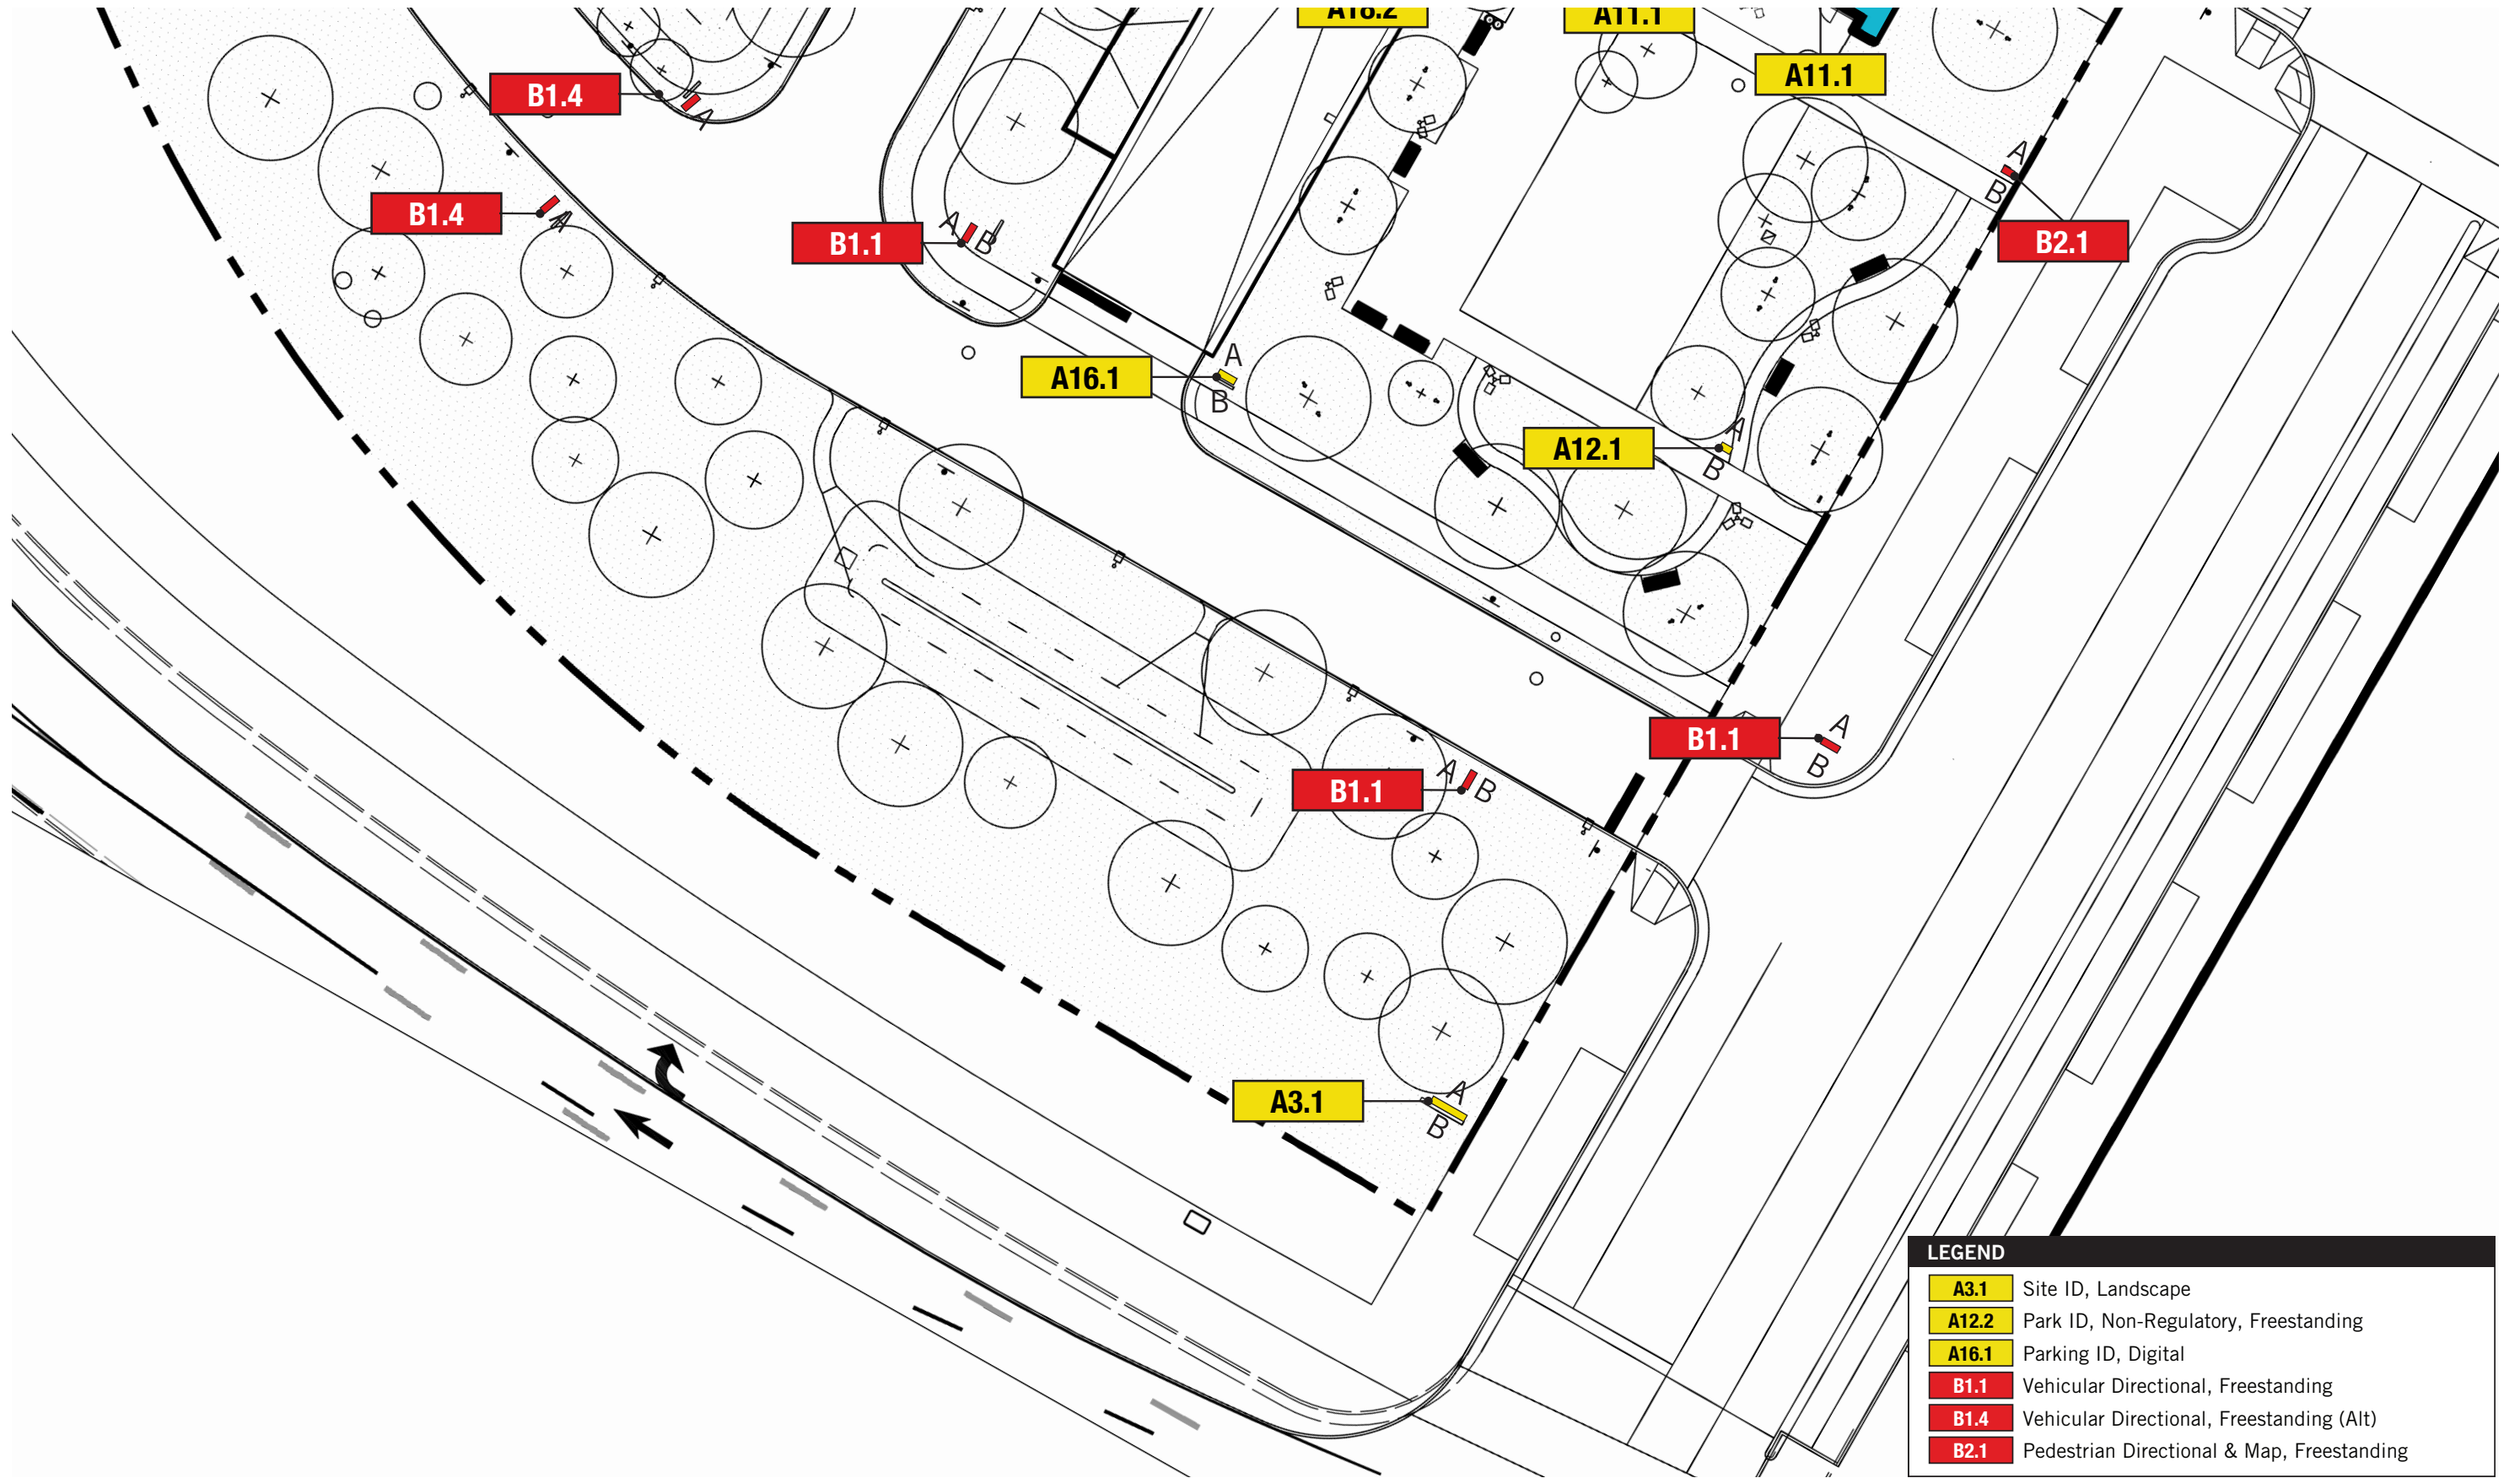 A18.2
A11.1
A11.1
B1.4
A
A
B
B1.4
A
B1.1
A
B
B2.1
A
A16.1
B
A
A12.1
B
B1.1
A
B
B1.1
A
B
A3.1
A
B
LEGEND
A3.1 Site ID, Landscape
A12.2 Park ID, Non-Regulatory, Freestanding
A16.1 Parking ID, Digital
B1.1 Vehicular Directional, Freestanding
B1.4 Vehicular Directional, Freestanding (Alt)
B2.1 Pedestrian Directional & Map, Freestanding